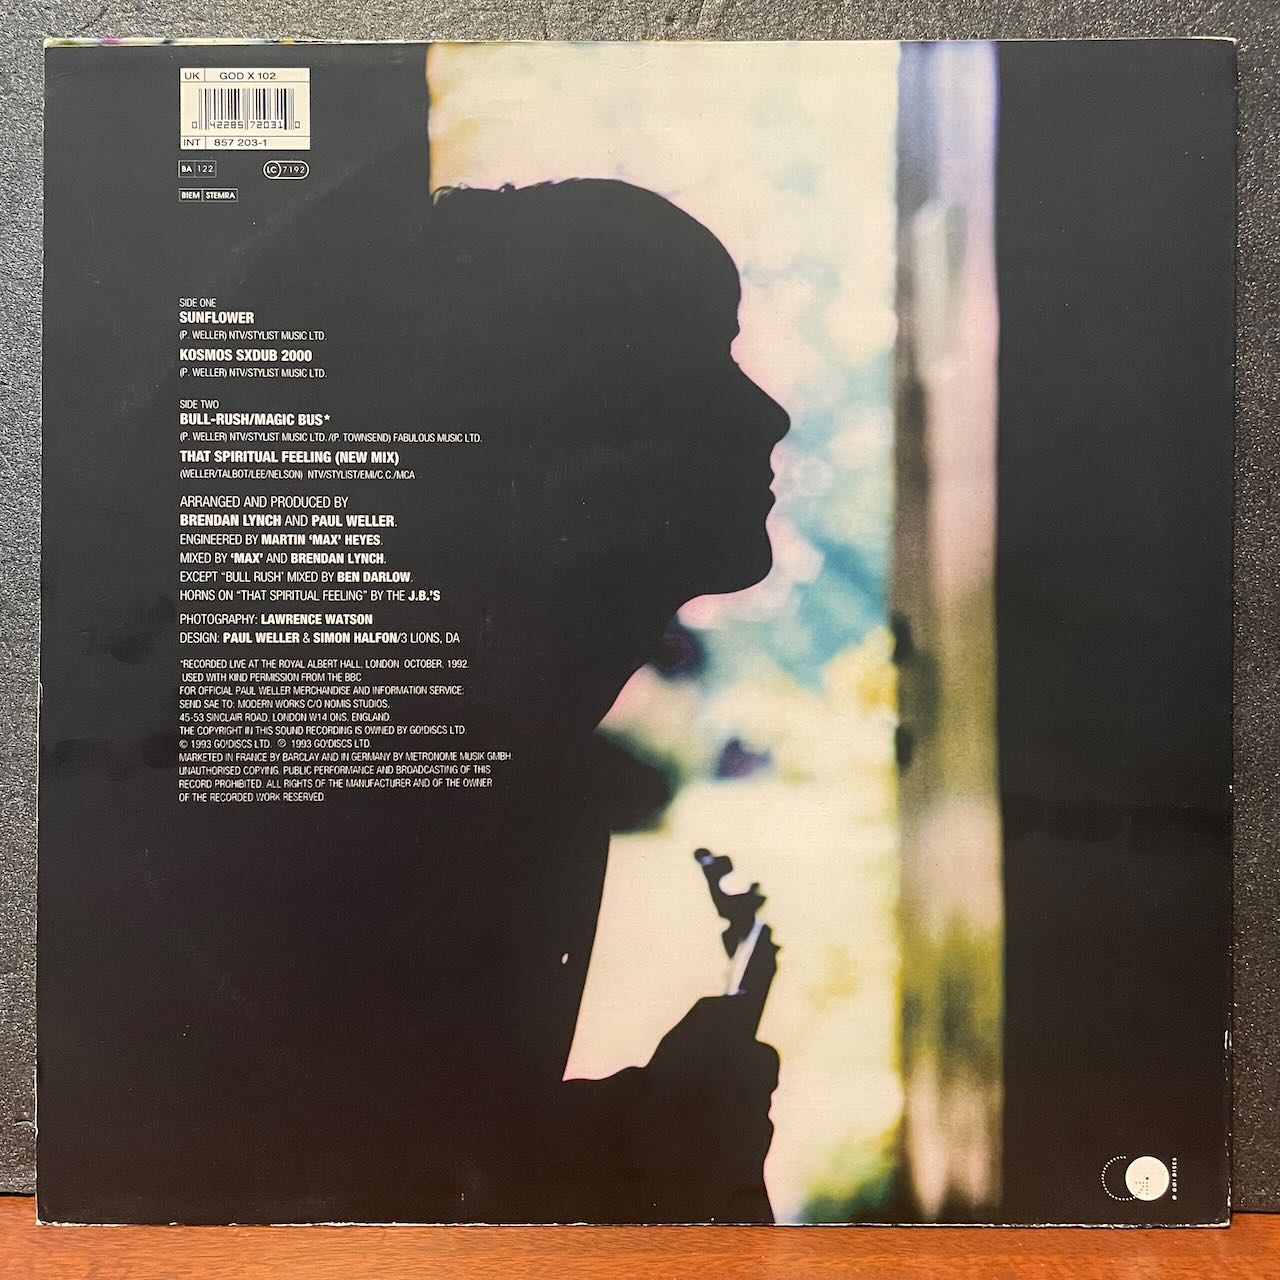 UK GOD X 102
0 42285 72031 0
INT 857 203-1
BA 122 LC 7192
BIEM STEMRA
SIDE ONE
SUNFLOWER
(P. WELLER) NTV/STYLIST MUSIC LTD.
KOSMOS SXDUB 2000
(P. WELLER) NTV/STYLIST MUSIC LTD.
SIDE TWO
BULL-RUSH/MAGIC BUS*
(P. WELLER) NTV/STYLIST MUSIC LTD./(P. TOWNSEND) FABULOUS MUSIC LTD.
THAT SPIRITUAL FEELING (NEW MIX)
(WELLER/TALBOT/LEE/NELSON) NTV/STYLIST/EMI/C.C./MCA
ARRANGED AND PRODUCED BY
BRENDAN LYNCH AND PAUL WELLER.
ENGINEERED BY MARTIN 'MAX' HEYES.
MIXED BY 'MAX' AND BRENDAN LYNCH.
EXCEPT "BULL RUSH' MIXED BY BEN DARLOW.
HORNS ON "THAT SPIRITUAL FEELING" BY THE J.B.'S
PHOTOGRAPHY: LAWRENCE WATSON
DESIGN: PAUL WELLER & SIMON HALFON/3 LIONS, DA
*RECORDED LIVE AT THE ROYAL ALBERT HALL, LONDON OCTOBER, 1992.
USED WITH KIND PERMISSION FROM THE BBC
FOR OFFICIAL PAUL WELLER MERCHANDISE AND INFORMATION SERVICE:
SEND SAE TO: MODERN WORKS C/O NOMIS STUDIOS,
45-53 SINCLAIR ROAD, LONDON W14 ONS, ENGLAND.
THE COPYRIGHT IN THIS SOUND RECORDING IS OWNED BY GO!DISCS LTD.
© 1993 GO!DISCS LTD. ℗ 1993 GO!DISCS LTD.
MARKETED IN FRANCE BY BARCLAY AND IN GERMANY BY METRONOME MUSIK GMBH.
UNAUTHORISED COPYING, PUBLIC PERFORMANCE AND BROADCASTING OF THIS
RECORD PROHIBITED. ALL RIGHTS OF THE MANUFACTURER AND OF THE OWNER
OF THE RECORDED WORK RESERVED.
GO! DISCS